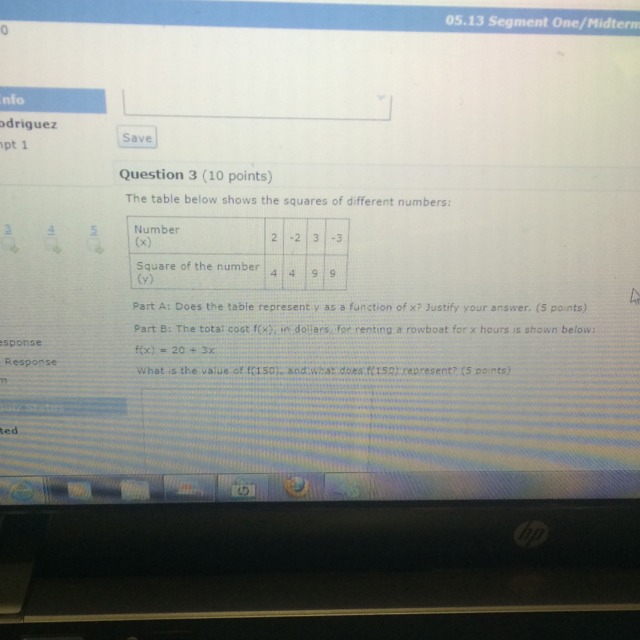 0
05.13 Segment One/Midterm
nfo
odriguez
npt 1
Save
Question 3 (10 points)
The table below shows the squares of different numbers:
3 4 5
Number (x) 2 -2 3 -3
Square of the number (y) 4 4 9 9
Part A: Does the table represent y as a function of x? Justify your answer. (5 points)
Part B: The total cost f(x), in dollars, for renting a rowboat for x hours is shown below:
esponse
f(x) = 20 + 3x
Response
What is the value of f(150), and what does f(150) represent? (5 points)
m
Status
ted
hp